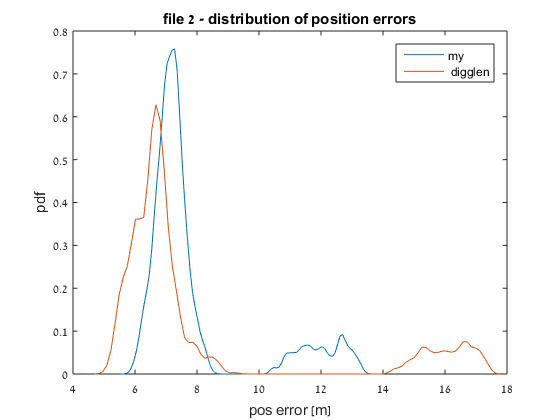 file 2 - distribution of position errors
0.8
0.7
0.6
0.5
0.4
0.3
0.2
0.1
0
pdf
my
digglen
4 6 8 10 12 14 16 18
pos error [m]